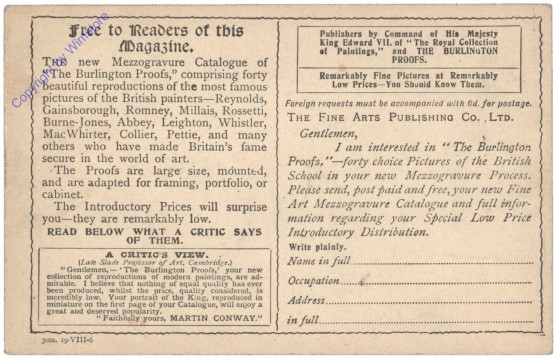 Free to Readers of this
Magazine.
THE new Mezzogravure Catalogue of
"The Burlington Proofs," comprising forty
beautiful reproductions of the most famous
pictures of the British painters—Reynolds,
Gainsborough, Romney, Millais, Rossetti,
Burne-Jones, Abbey, Leighton, Whistler,
MacWhirter, Collier, Pettie, and many
others who have made Britain's fame
secure in the world of art.
The Proofs are large size, mounted,
and are adapted for framing, portfolio, or
cabinet.
The Introductory Prices will surprise
you—they are remarkably low.
READ BELOW WHAT A CRITIC SAYS
OF THEM.
A CRITIC'S VIEW.
(Late Slade Professor of Art, Cambridge.)
"Gentlemen,—'The Burlington Proofs,' your new
collection of reproductions of modern paintings, are ad-
mirable. I believe that nothing of equal quality has ever
been produced, whilst the price, quality considered, is
incredibly low. Your portrait of the King, reproduced in
miniature on the first page of your Catalogue, will enjoy a
great and deserved popularity.
"Faithfully yours, MARTIN CONWAY."
30m. 19-VIII-6
Publishers by Command of His Majesty
King Edward VII. of "The Royal Collection
of Paintings," and THE BURLINGTON
PROOFS.
Remarkably Fine Pictures at Remarkably
Low Prices—You Should Know Them.
Foreign requests must be accompanied with 6d. for postage.
THE FINE ARTS PUBLISHING CO., LTD.
Gentlemen,
I am interested in "The Burlington
Proofs,"—forty choice Pictures of the British
School in your new Mezzogravure Process.
Please send, post paid and free, your new Fine
Art Mezzogravure Catalogue and full infor-
mation regarding your Special Low Price
Introductory Distribution.
Write plainly.
Name in full
Occupation
Address
in full
Copyright by